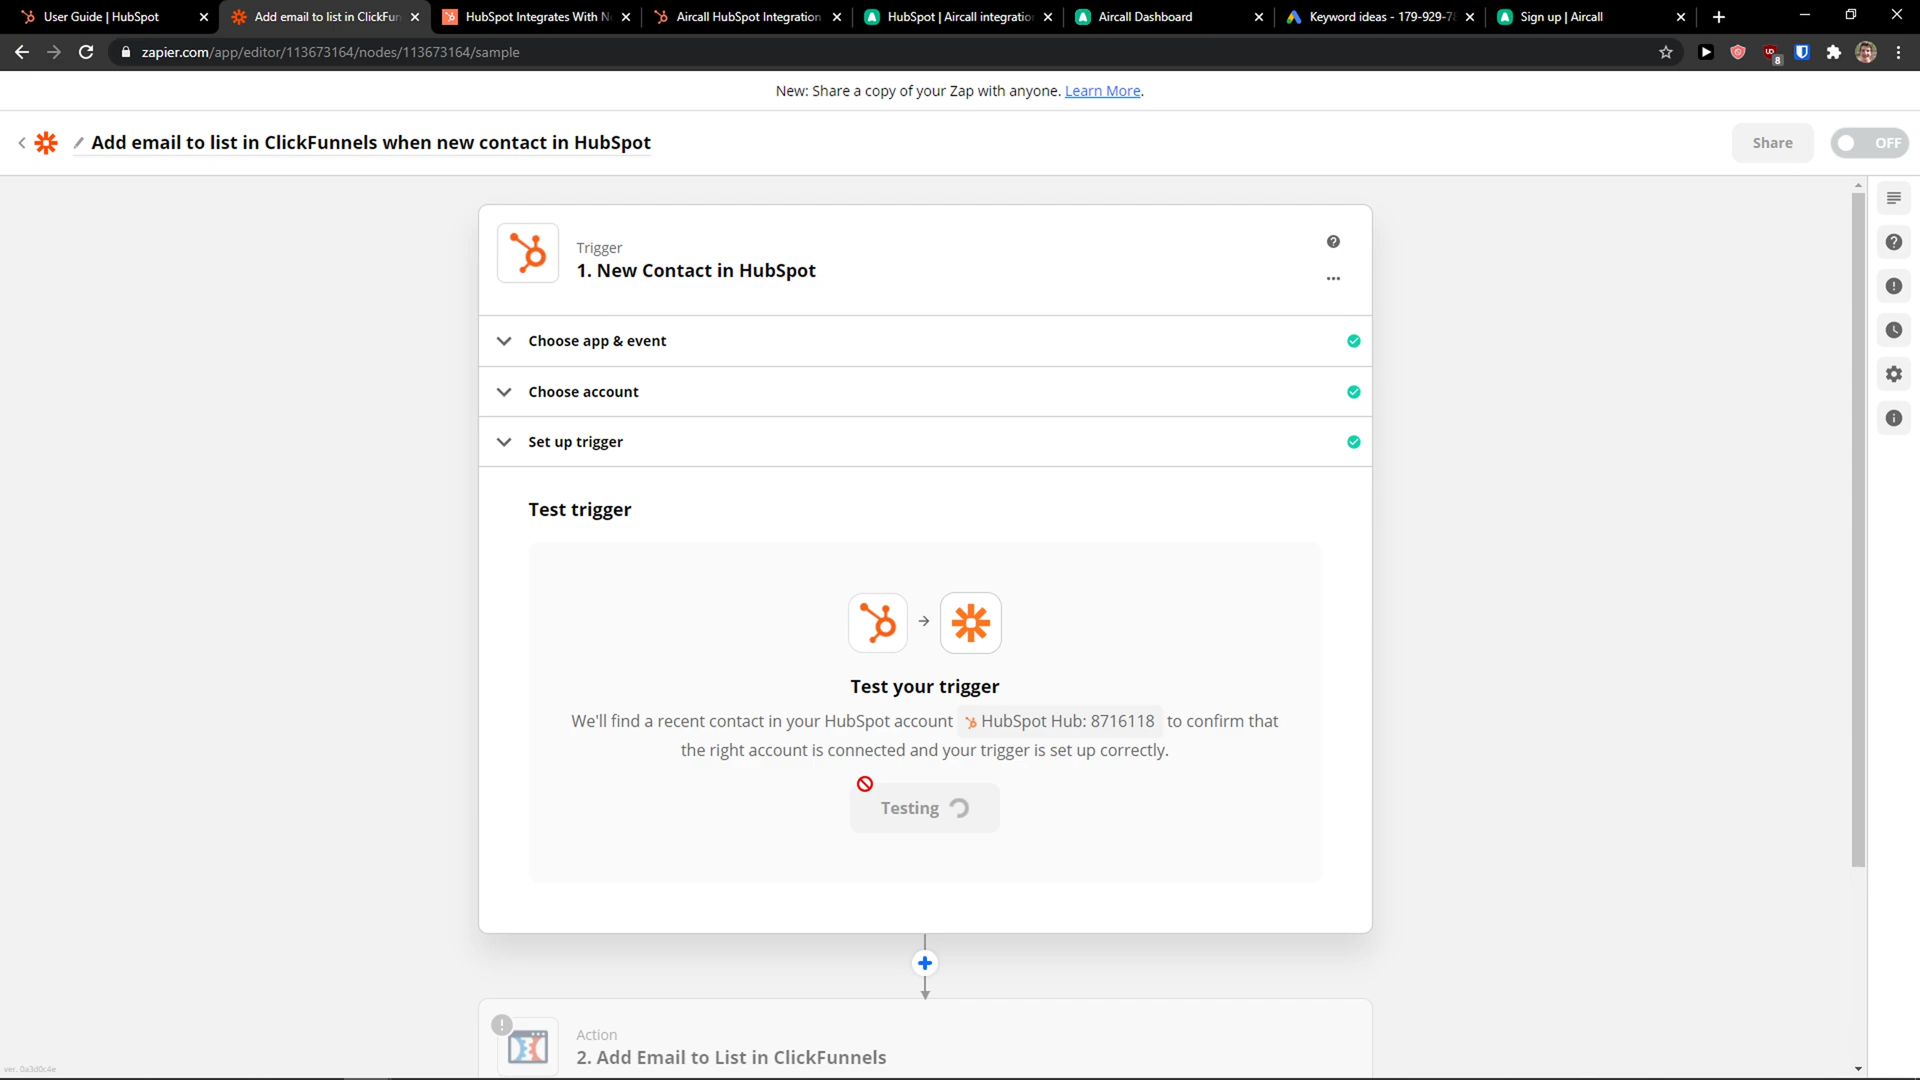 User Guide | HubSpot
Add email to list in ClickFun
HubSpot Integrates With N
Aircall HubSpot Integration
HubSpot | Aircall integratio
Aircall Dashboard
Keyword ideas - 179-929-7
Sign up | Aircall
zapier.com/app/editor/113673164/nodes/113673164/sample
8
New: Share a copy of your Zap with anyone. Learn More.
Add email to list in ClickFunnels when new contact in HubSpot
Share
OFF
Trigger
1. New Contact in HubSpot
Choose app & event
Choose account
Set up trigger
Test trigger
Test your trigger
We'll find a recent contact in your HubSpot account HubSpot Hub: 8716118 to confirm that
the right account is connected and your trigger is set up correctly.
Testing
Action
2. Add Email to List in ClickFunnels
ver. 0a3d0c4e